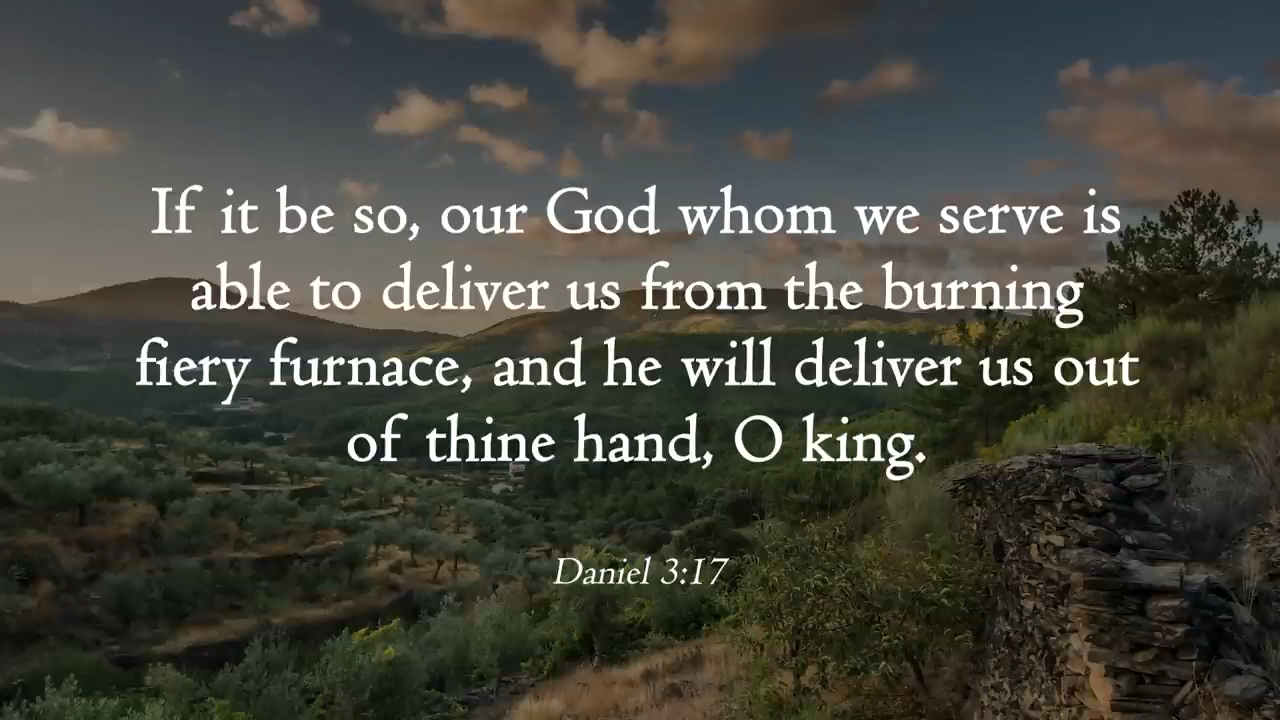 If it be so, our God whom we serve is
able to deliver us from the burning
fiery furnace, and he will deliver us out
of thine hand, O king.
Daniel 3:17